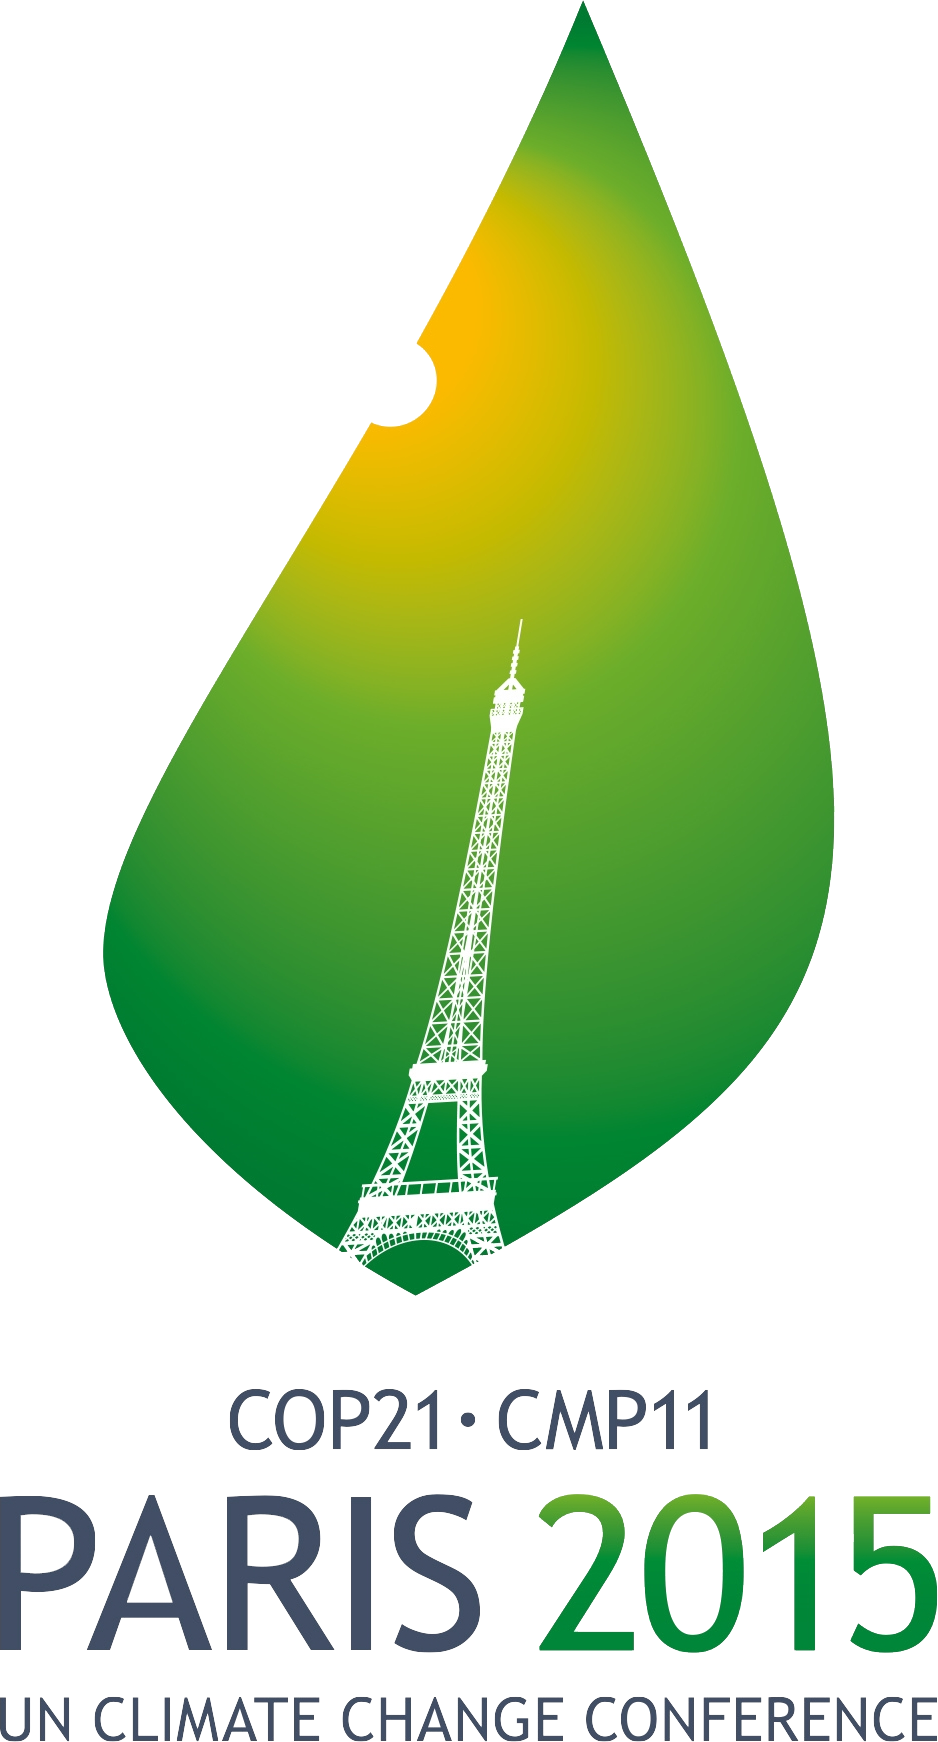 COP21 · CMP11
PARIS 2015
UN CLIMATE CHANGE CONFERENCE